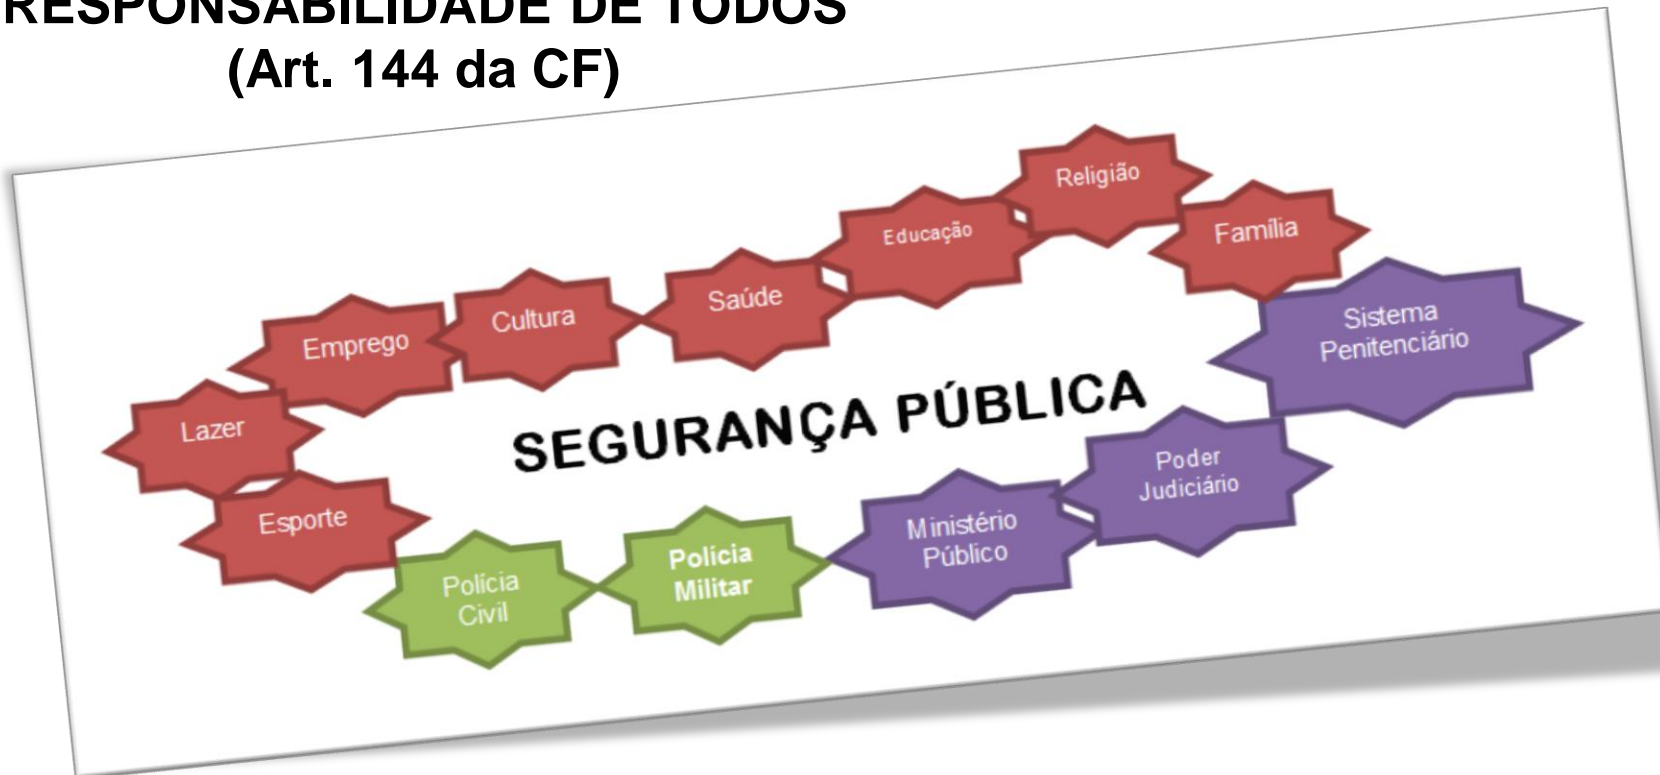 RESPONSABILIDADE DE TODOS
(Art. 144 da CF)
Religião
Família
Educação
Saúde
Cultura
Emprego
Lazer
Esporte
Sistema
Penitenciário
SEGURANÇA PÚBLICA
Poder
Judiciário
Ministério
Público
Polícia
Militar
Polícia
Civil